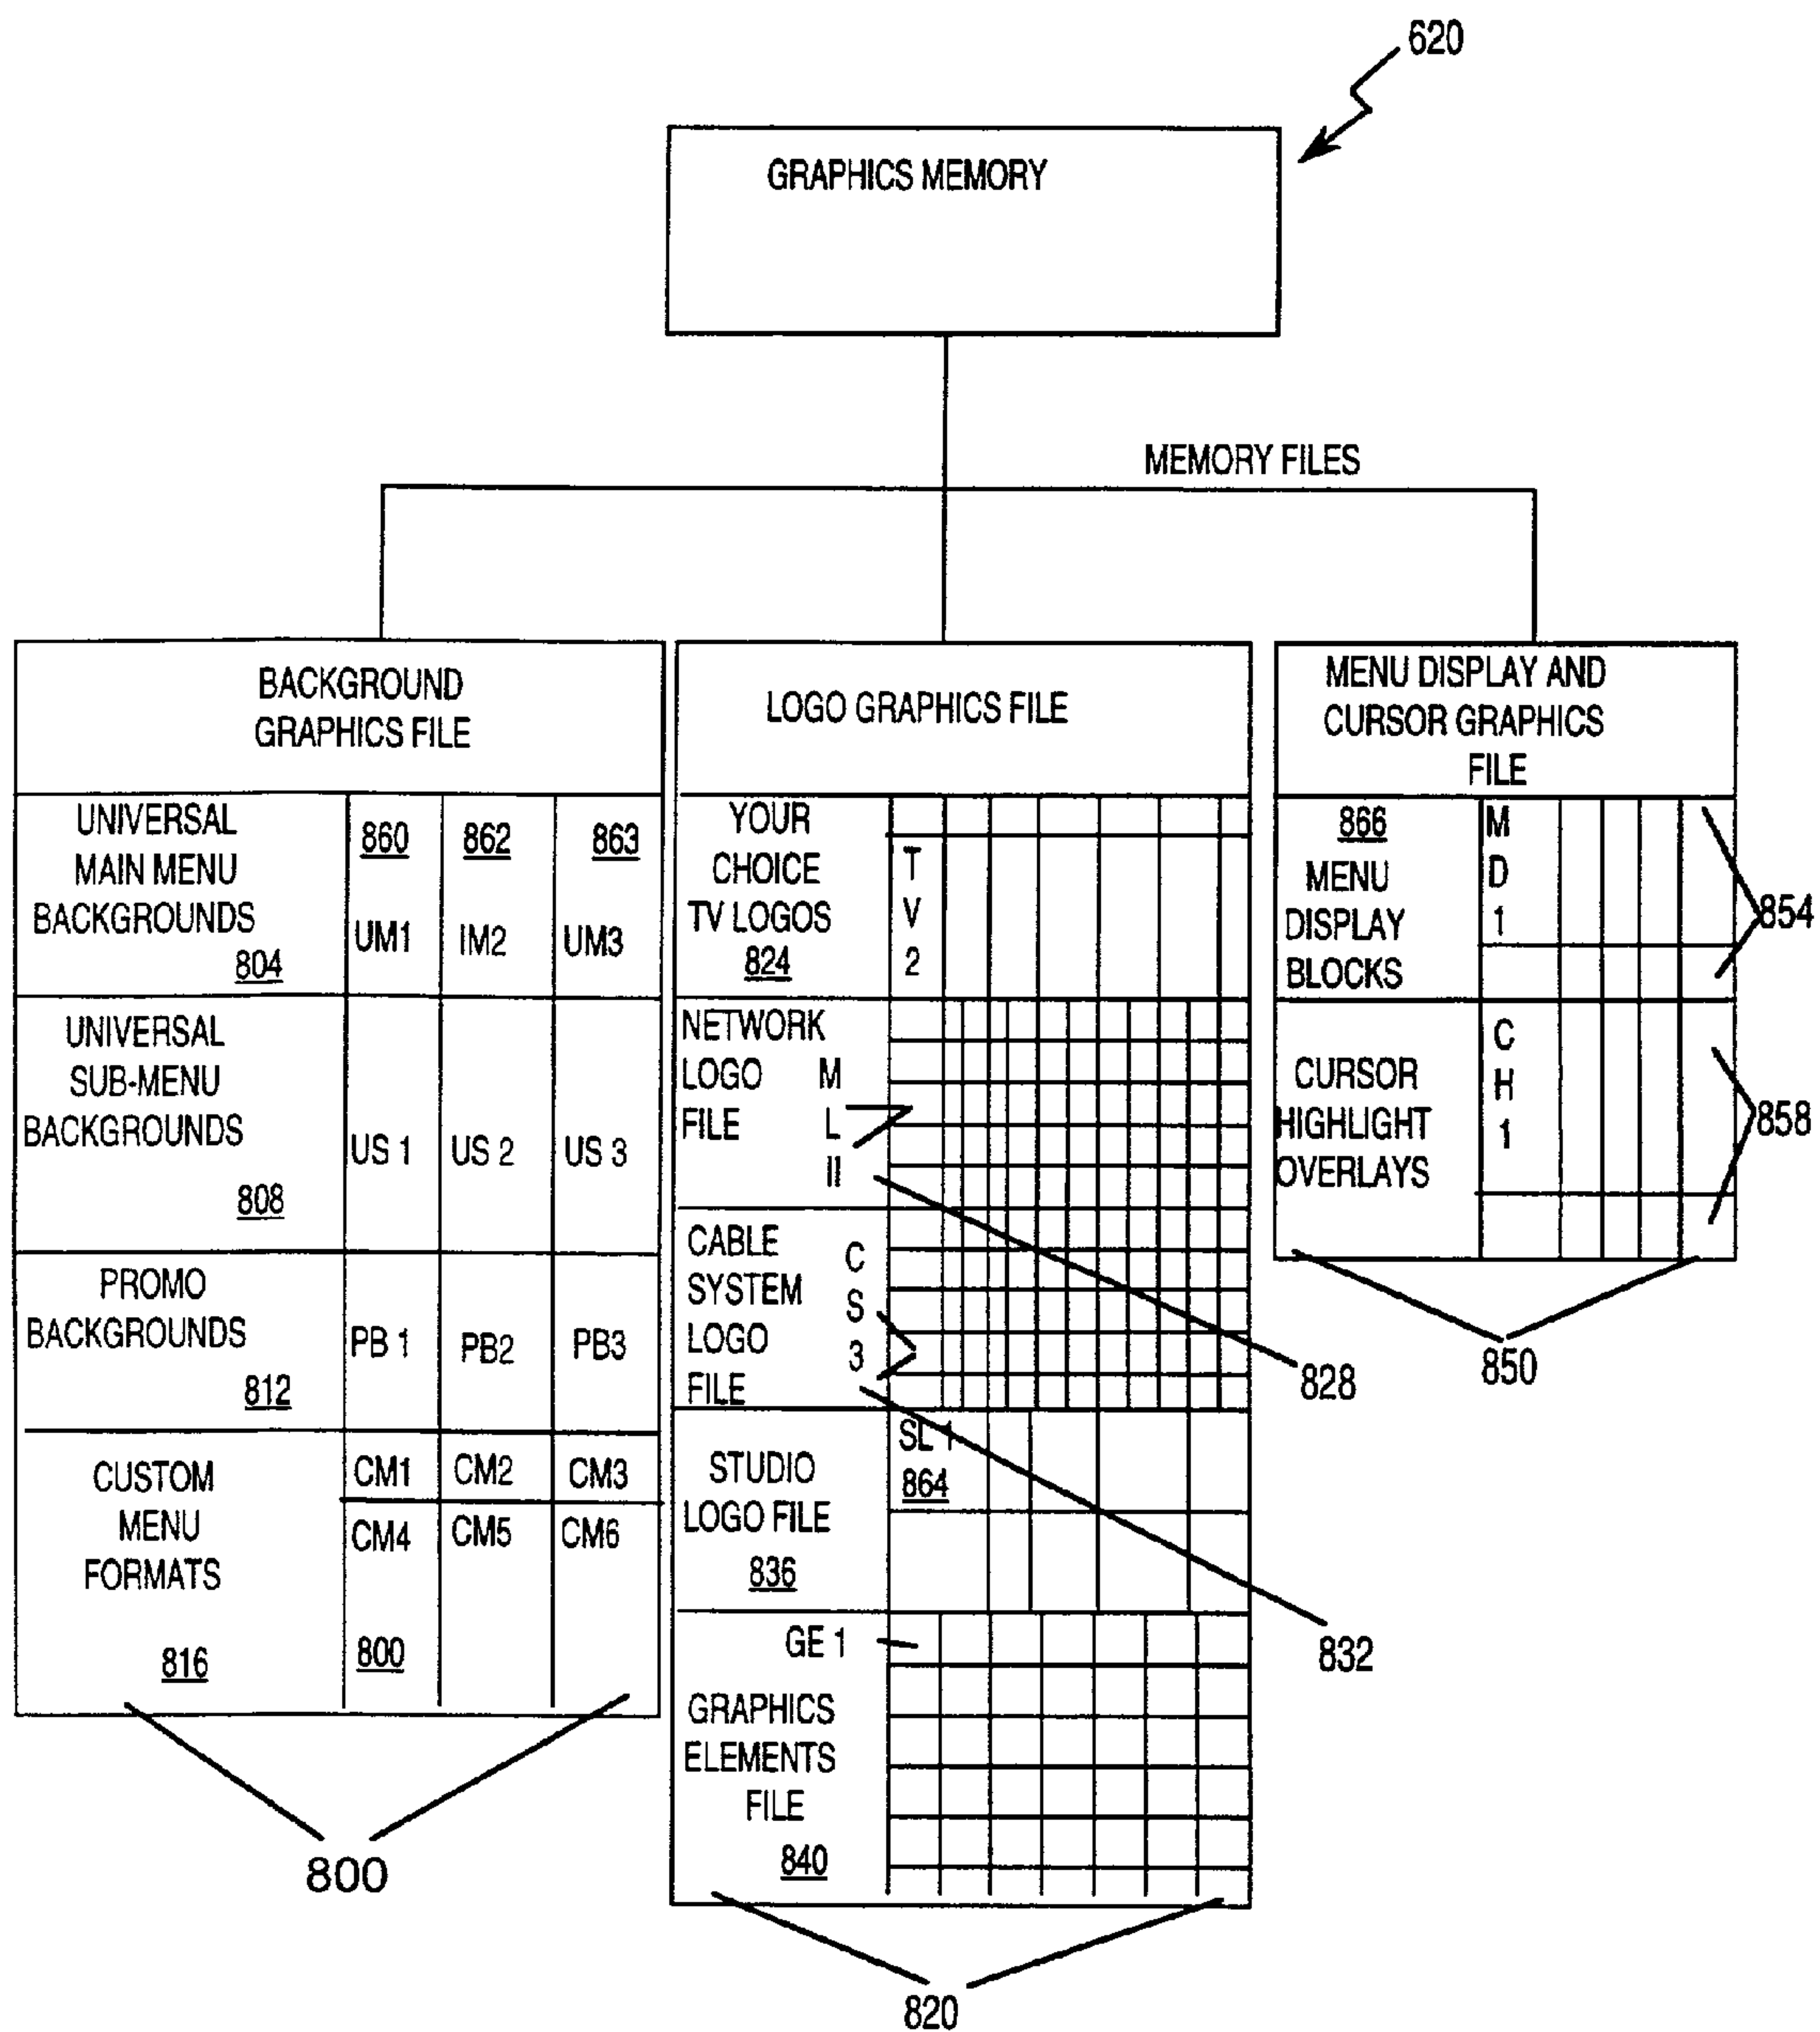 620
GRAPHICS MEMORY
MEMORY FILES
BACKGROUND
GRAPHICS FILE
UNIVERSAL
MAIN MENU
BACKGROUNDS
804
860
862
863
UM1
IM2
UM3
UNIVERSAL
SUB-MENU
BACKGROUNDS
808
US 1
US 2
US 3
PROMO
BACKGROUNDS
812
PB 1
PB2
PB3
CUSTOM
MENU
FORMATS
816
CM1
CM2
CM3
CM4
CM5
CM6
800
800
LOGO GRAPHICS FILE
YOUR
CHOICE
TV LOGOS
824
T
V
2
NETWORK
LOGO
FILE
M
L
II
828
CABLE
SYSTEM
LOGO
FILE
C
S
3
832
STUDIO
LOGO FILE
836
SL 1
864
GE 1
GRAPHICS
ELEMENTS
FILE
840
820
MENU DISPLAY AND
CURSOR GRAPHICS
FILE
866
MENU
DISPLAY
BLOCKS
M
D
1
854
CURSOR
HIGHLIGHT
OVERLAYS
C
H
1
858
850